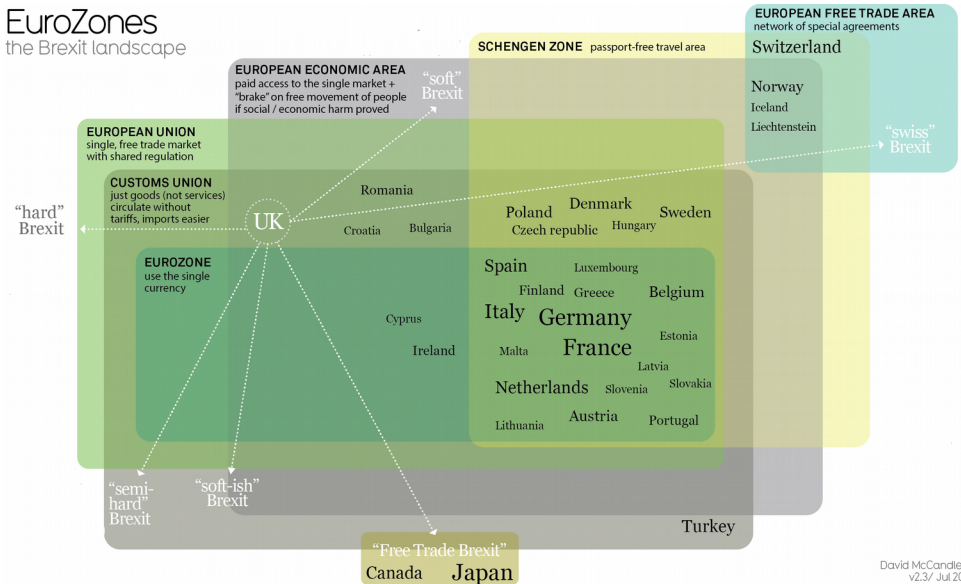 EuroZones
the Brexit landscape
EUROPEAN FREE TRADE AREA
network of special agreements
Switzerland
Norway
Iceland
Liechtenstein
“swiss”
Brexit
SCHENGEN ZONE passport-free travel area
EUROPEAN ECONOMIC AREA
paid access to the single market +
“brake” on free movement of people
if social / economic harm proved
“soft”
Brexit
EUROPEAN UNION
single, free trade market
with shared regulation
CUSTOMS UNION
just goods (not services)
circulate without
tariffs, imports easier
“hard”
Brexit
UK
Romania
Croatia
Bulgaria
Poland
Denmark
Sweden
Czech republic
Hungary
EUROZONE
use the single
currency
Cyprus
Ireland
Spain
Luxembourg
Finland
Greece
Belgium
Italy
Germany
Estonia
Malta
France
Latvia
Netherlands
Slovenia
Slovakia
Lithuania
Austria
Portugal
“semi-
hard”
Brexit
“soft-ish”
Brexit
Turkey
“Free Trade Brexit”
Canada
Japan
David McCandle
v2.3/ Jul 20